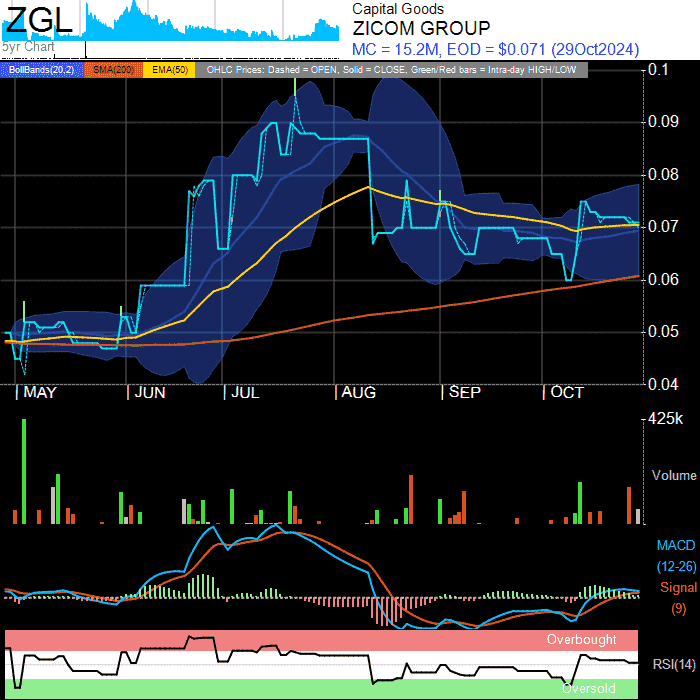 ZGL
5yr Chart
Capital Goods
ZICOM GROUP
MC = 15.2M, EOD = $0.071 (29Oct2024)
BollBands(20,2) SMA(200) EMA(50) OHLC Prices: Dashed = OPEN, Solid = CLOSE, Green/Red bars = Intra-day HIGH/LOW
0.1
0.09
0.08
0.07
0.06
0.05
0.04
MAY JUN JUL AUG SEP OCT
425k
Volume
MACD
(12-26)
Signal
(9)
Overbought
RSI(14)
Oversold